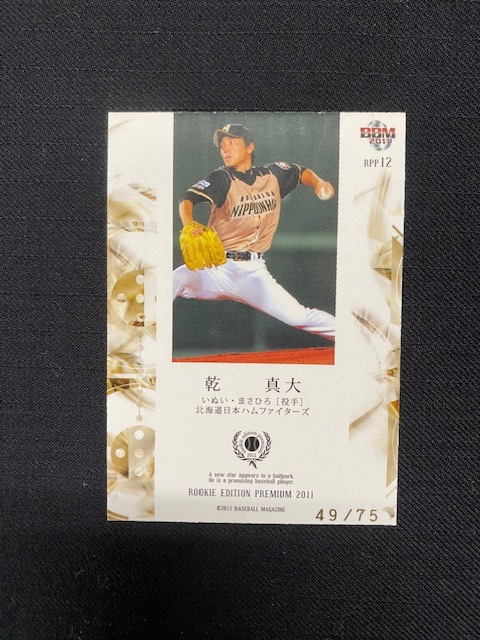 BBM
2011
RPP12
HOKKAIDO
NIPPONHAM
乾 真大
いぬい・まさひろ［投手］
北海道日本ハムファイターズ
2011
A new star appears in a ballpark.
He is a promising baseball player.
ROOKIE EDITION PREMIUM 2011
©2011 BASEBALL MAGAZINE
49/75